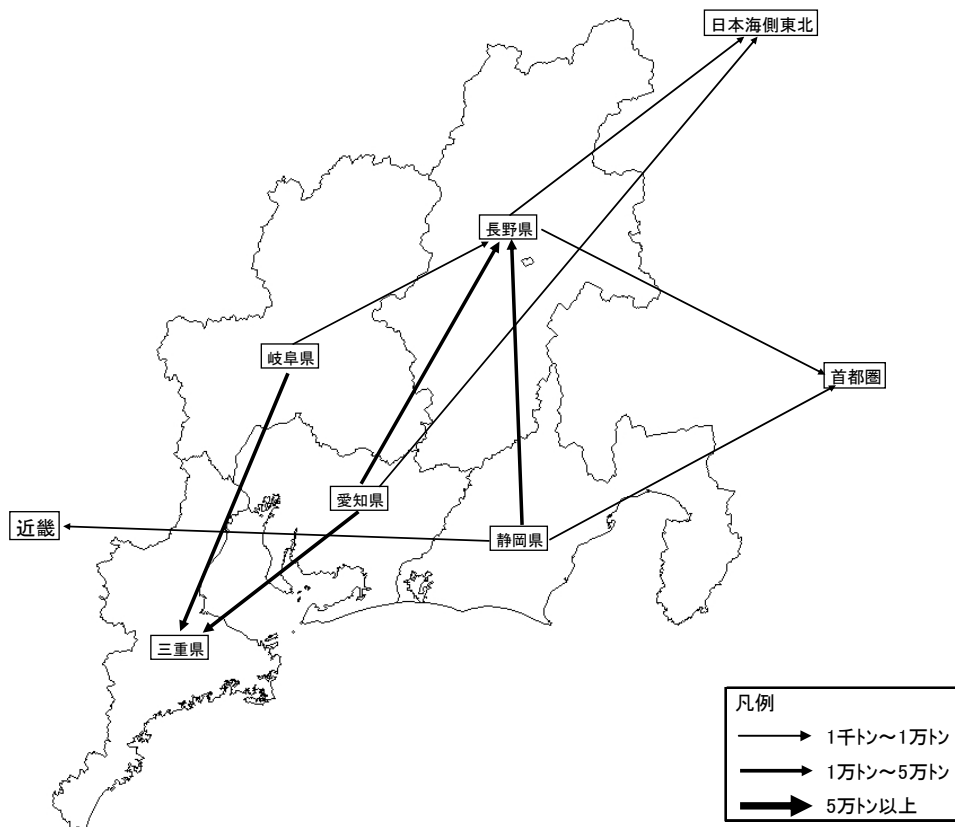 日本海側東北
長野県
岐阜県
首都圏
愛知県
近畿
静岡県
三重県
凡例
1千トン～1万トン
1万トン～5万トン
5万トン以上